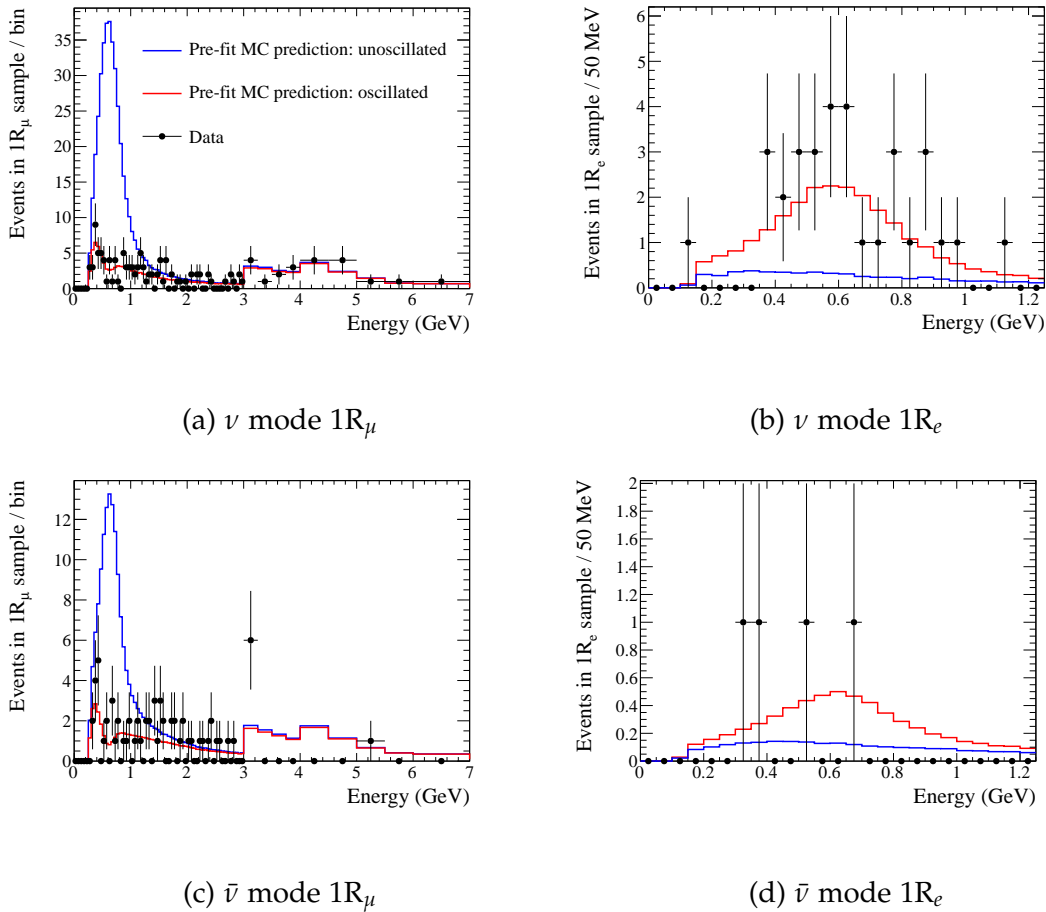 Events in 1Rμ sample / bin
35
30
25
20
15
10
5
0
Pre-fit MC prediction: unoscillated
Pre-fit MC prediction: oscillated
Data
0 1 2 3 4 5 6 7
Energy (GeV)
(a) ν mode 1Rμ
Events in 1Re sample / 50 MeV
6
5
4
3
2
1
0
0 0.2 0.4 0.6 0.8 1 1.2
Energy (GeV)
(b) ν mode 1Re
Events in 1Rμ sample / bin
12
10
8
6
4
2
0
0 1 2 3 4 5 6 7
Energy (GeV)
(c) ν̄ mode 1Rμ
Events in 1Re sample / 50 MeV
2
1.8
1.6
1.4
1.2
1
0.8
0.6
0.4
0.2
0
0 0.2 0.4 0.6 0.8 1 1.2
Energy (GeV)
(d) ν̄ mode 1Re